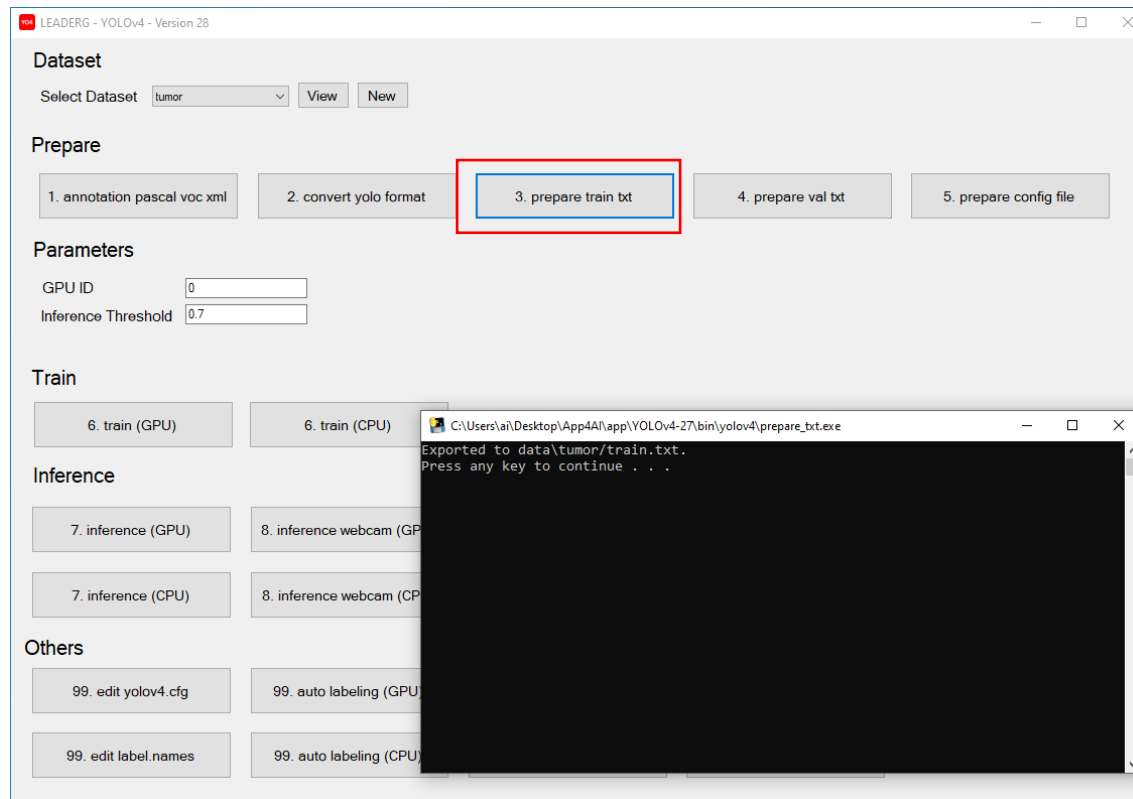 YO4 LEADERG - YOLOv4 - Version 28
Dataset
Select Dataset tumor View New
Prepare
1. annotation pascal voc xml 2. convert yolo format 3. prepare train txt 4. prepare val txt 5. prepare config file
Parameters
GPU ID 0
Inference Threshold 0.7
Train
6. train (GPU) 6. train (CPU)
C:\Users\ai\Desktop\App4AI\app\YOLOv4-27\bin\yolov4\prepare_txt.exe
Exported to data\tumor/train.txt.
Press any key to continue . . .
Inference
7. inference (GPU) 8. inference webcam (GP
7. inference (CPU) 8. inference webcam (CP
Others
99. edit yolov4.cfg 99. auto labeling (GPU)
99. edit label.names 99. auto labeling (CPU)